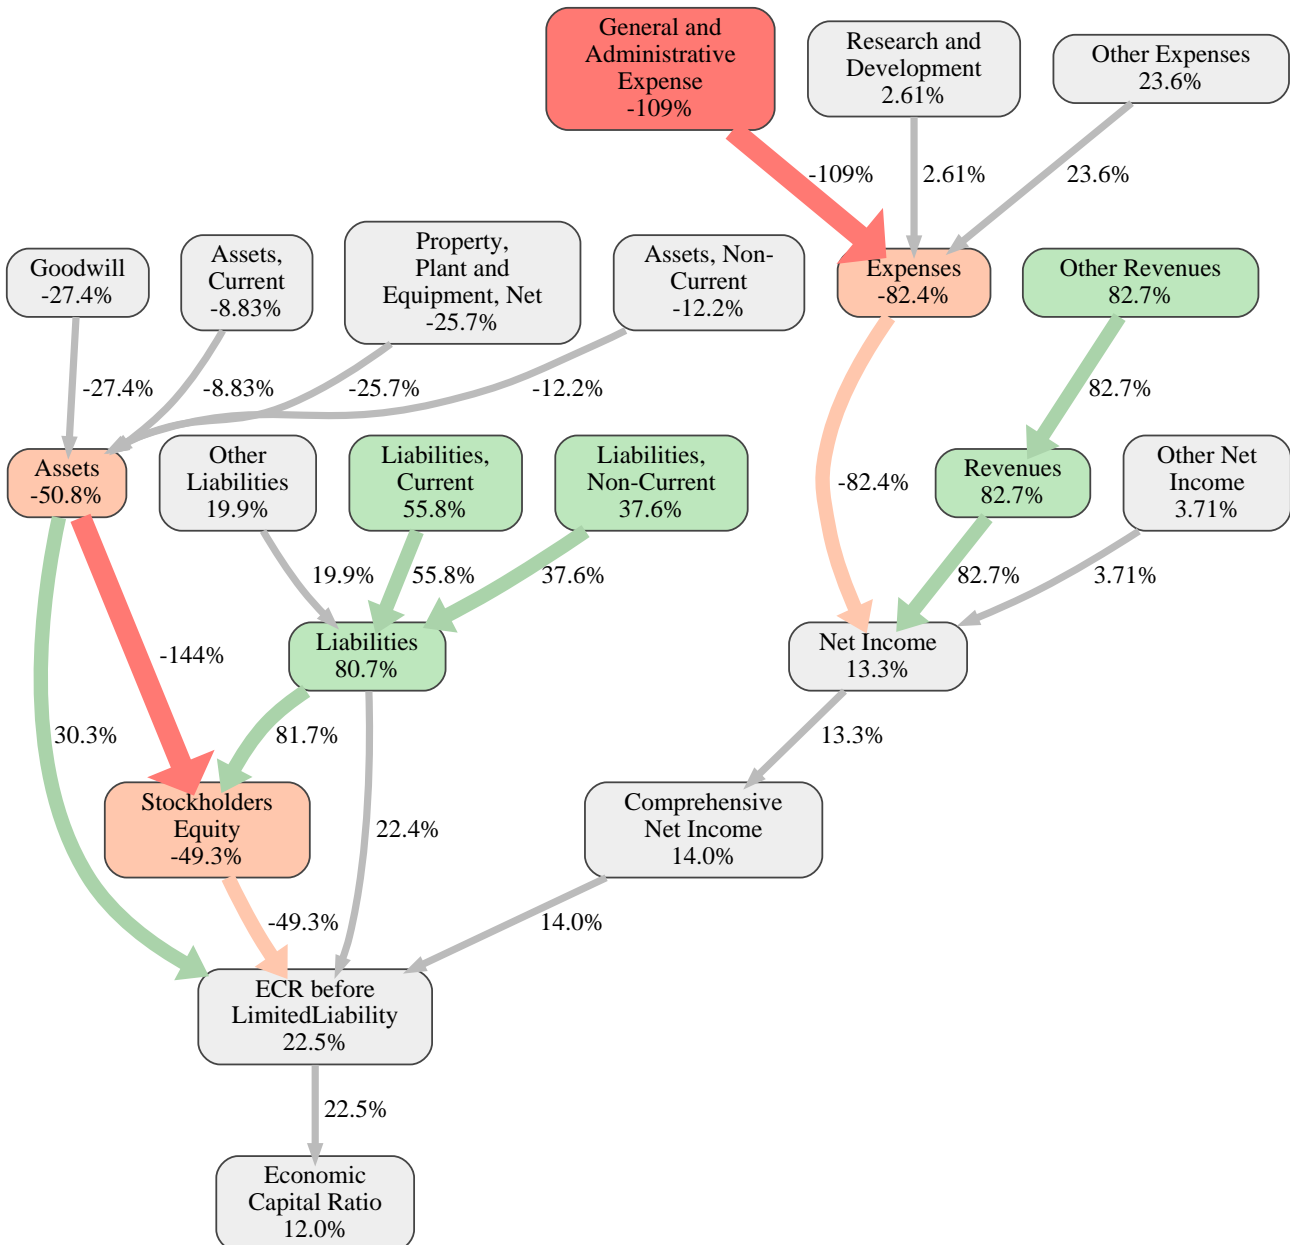 General and
Administrative
Expense
-109%
Research and
Development
2.61%
Other Expenses
23.6%
-109%
2.61%
23.6%
Goodwill
-27.4%
Assets,
Current
-8.83%
Property,
Plant and
Equipment, Net
-25.7%
Assets, Non-
Current
-12.2%
Expenses
-82.4%
Other Revenues
82.7%
-27.4%
-8.83%
-25.7%
-12.2%
82.7%
Assets
-50.8%
Other
Liabilities
19.9%
Liabilities,
Current
55.8%
Liabilities,
Non-Current
37.6%
-82.4%
Revenues
82.7%
Other Net
Income
3.71%
19.9%
55.8%
37.6%
82.7%
3.71%
Liabilities
80.7%
Net Income
13.3%
-144%
30.3%
81.7%
13.3%
Stockholders
Equity
-49.3%
22.4%
Comprehensive
Net Income
14.0%
-49.3%
14.0%
ECR before
LimitedLiability
22.5%
22.5%
Economic
Capital Ratio
12.0%